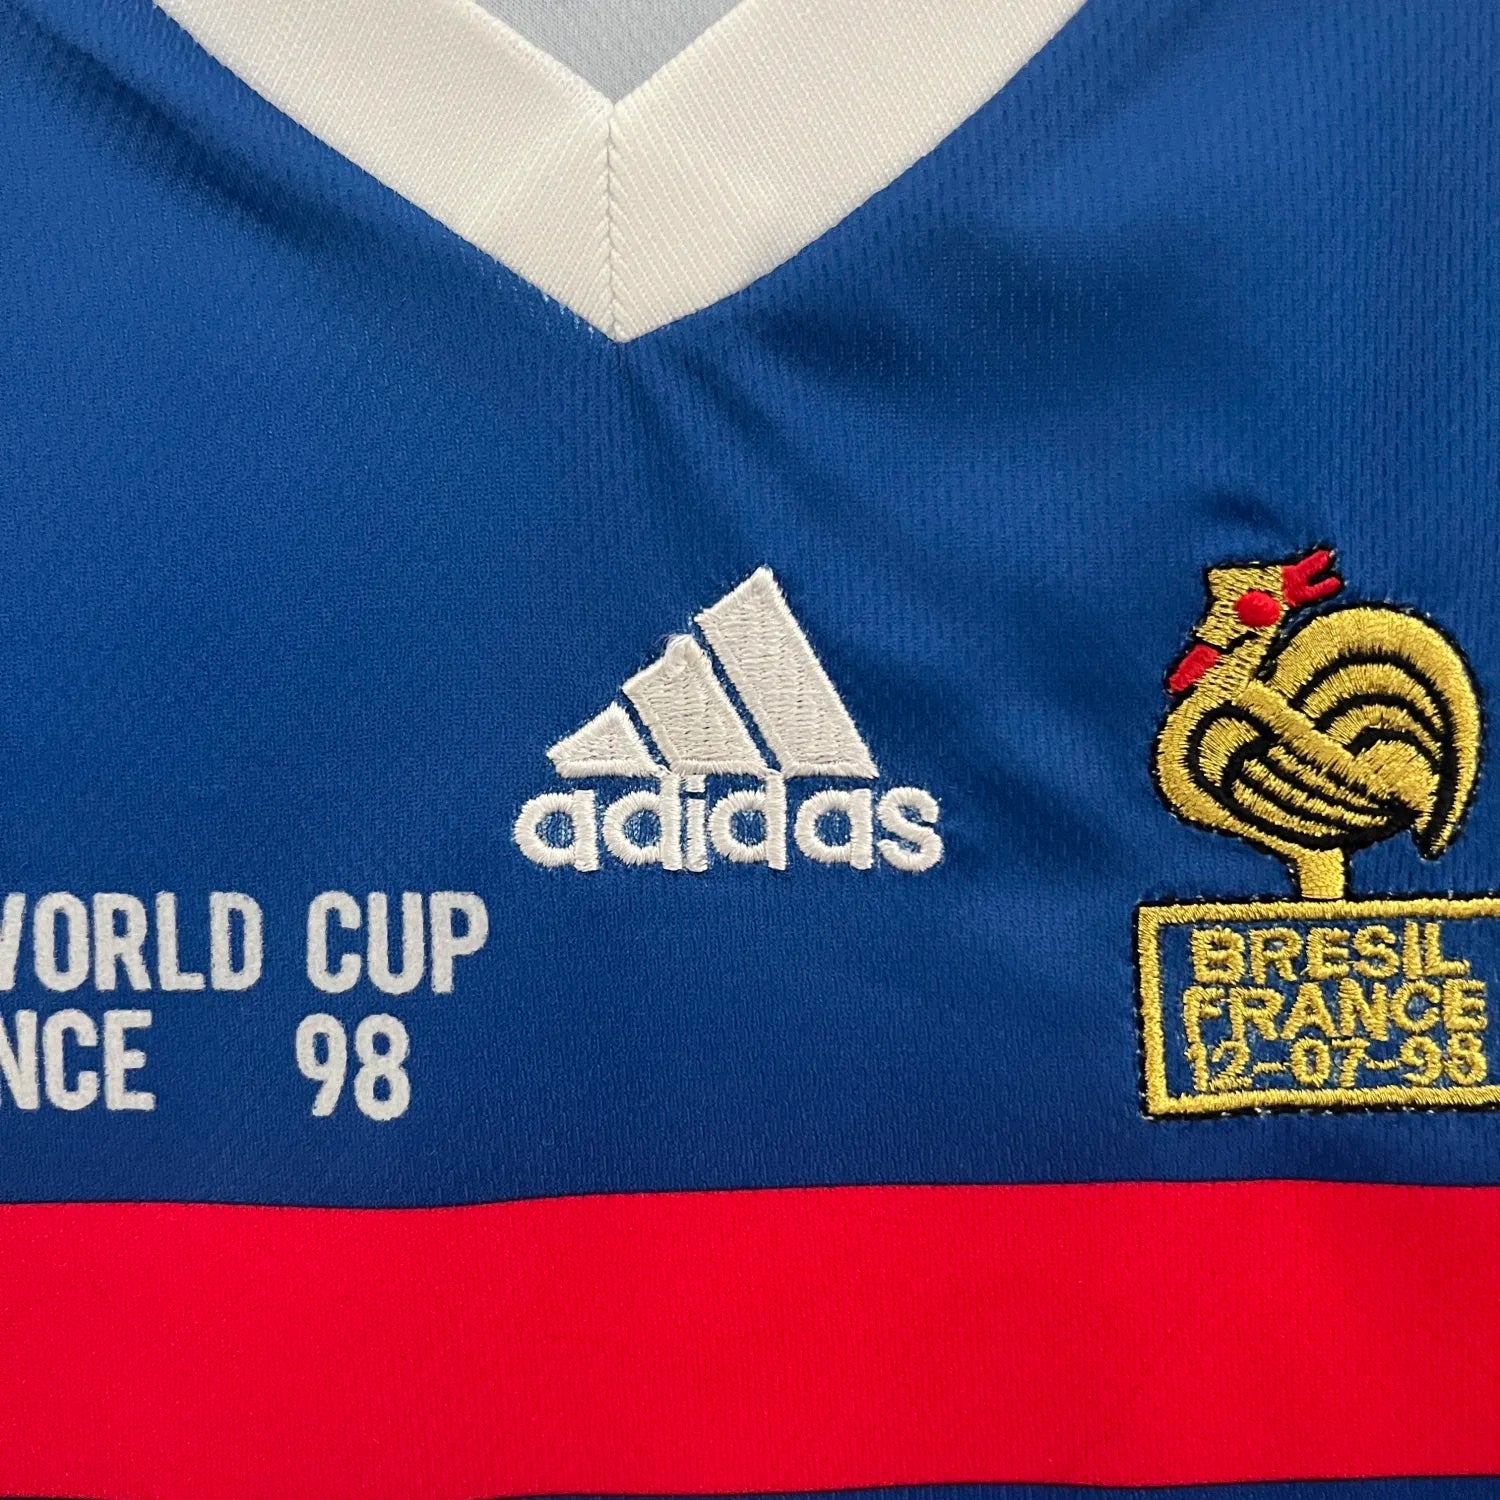 adidas
WORLD CUP
NCE 98
BRESIL
FRANCE
12-07-98